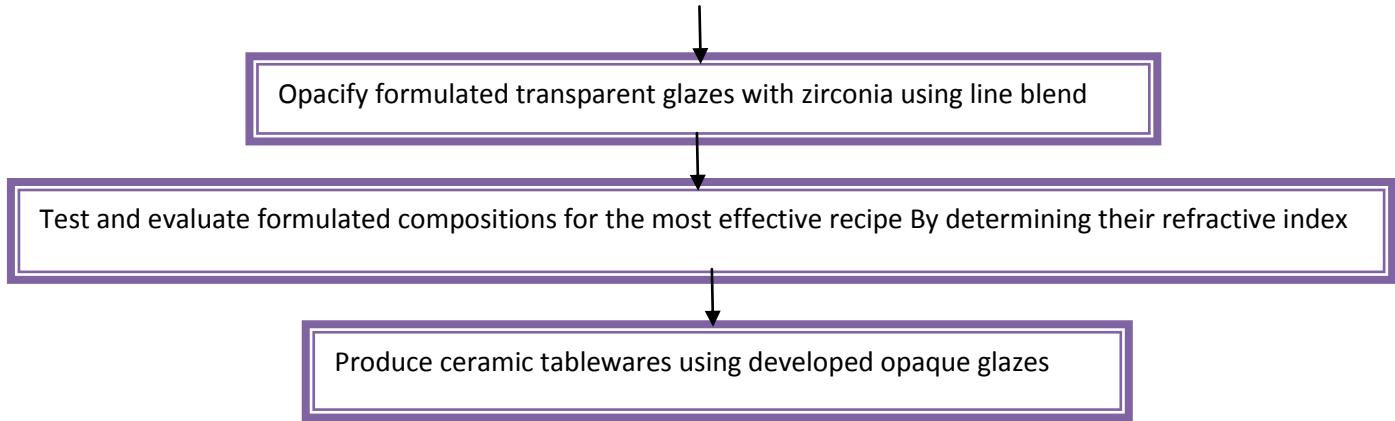 Opacify formulated transparent glazes with zirconia using line blend
Test and evaluate formulated compositions for the most effective recipe By determining their refractive index
Produce ceramic tablewares using developed opaque glazes